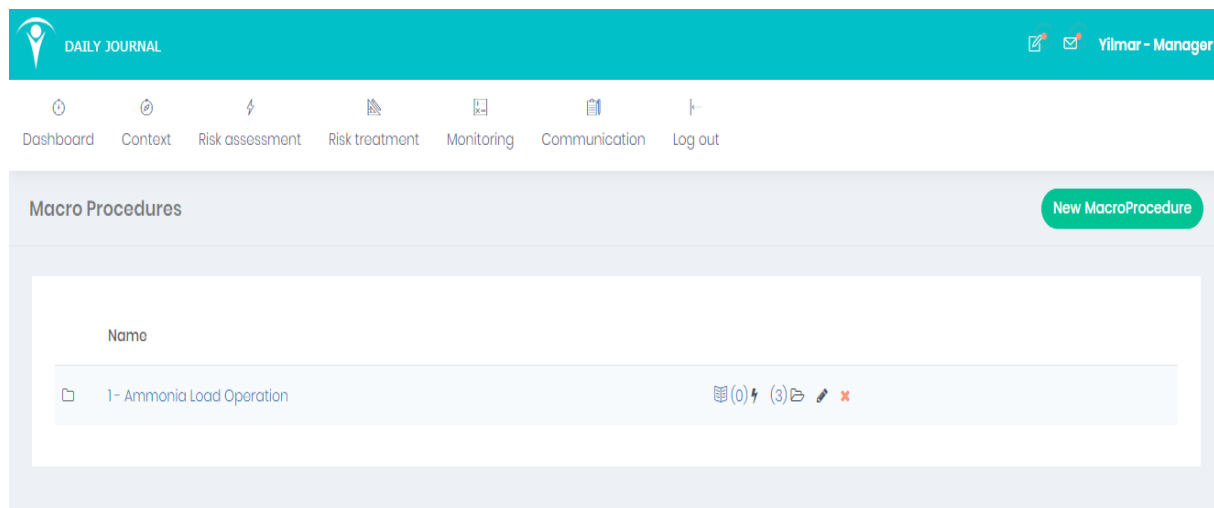 DAILY JOURNAL
Yilmar - Manager
Dashboard Context Risk assessment Risk treatment Monitoring Communication Log out
Macro Procedures
New MacroProcedure
Name
1- Ammonia Load Operation (0) (3)